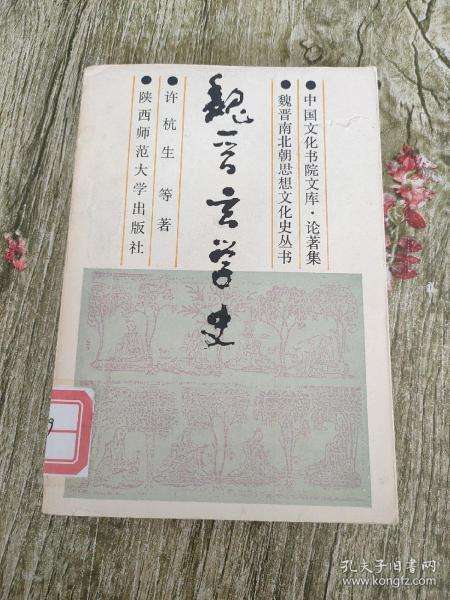 中国文化书院文库·论著集
魏晋南北朝思想文化史丛书
魏晋玄学史
许杭生等著
陕西师范大学出版社
9
孔夫子旧书网
www.kongfz.com